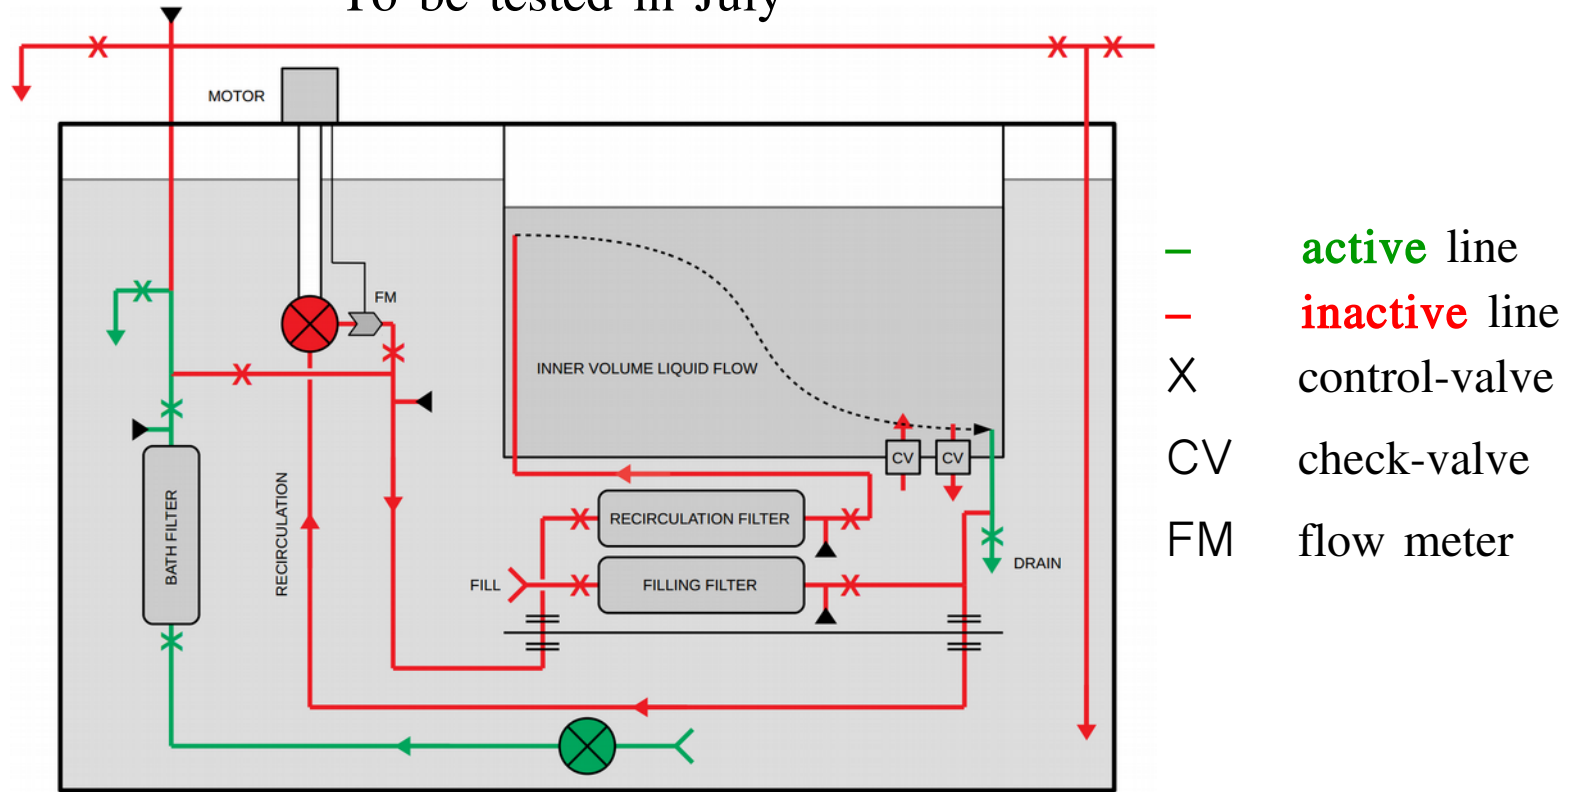 To be tested in July
MOTOR
FM
INNER VOLUME LIQUID FLOW
CV
CV
RECIRCULATION
BATH FILTER
RECIRCULATION FILTER
FILL
FILLING FILTER
DRAIN
– active line
– inactive line
X control-valve
CV check-valve
FM flow meter